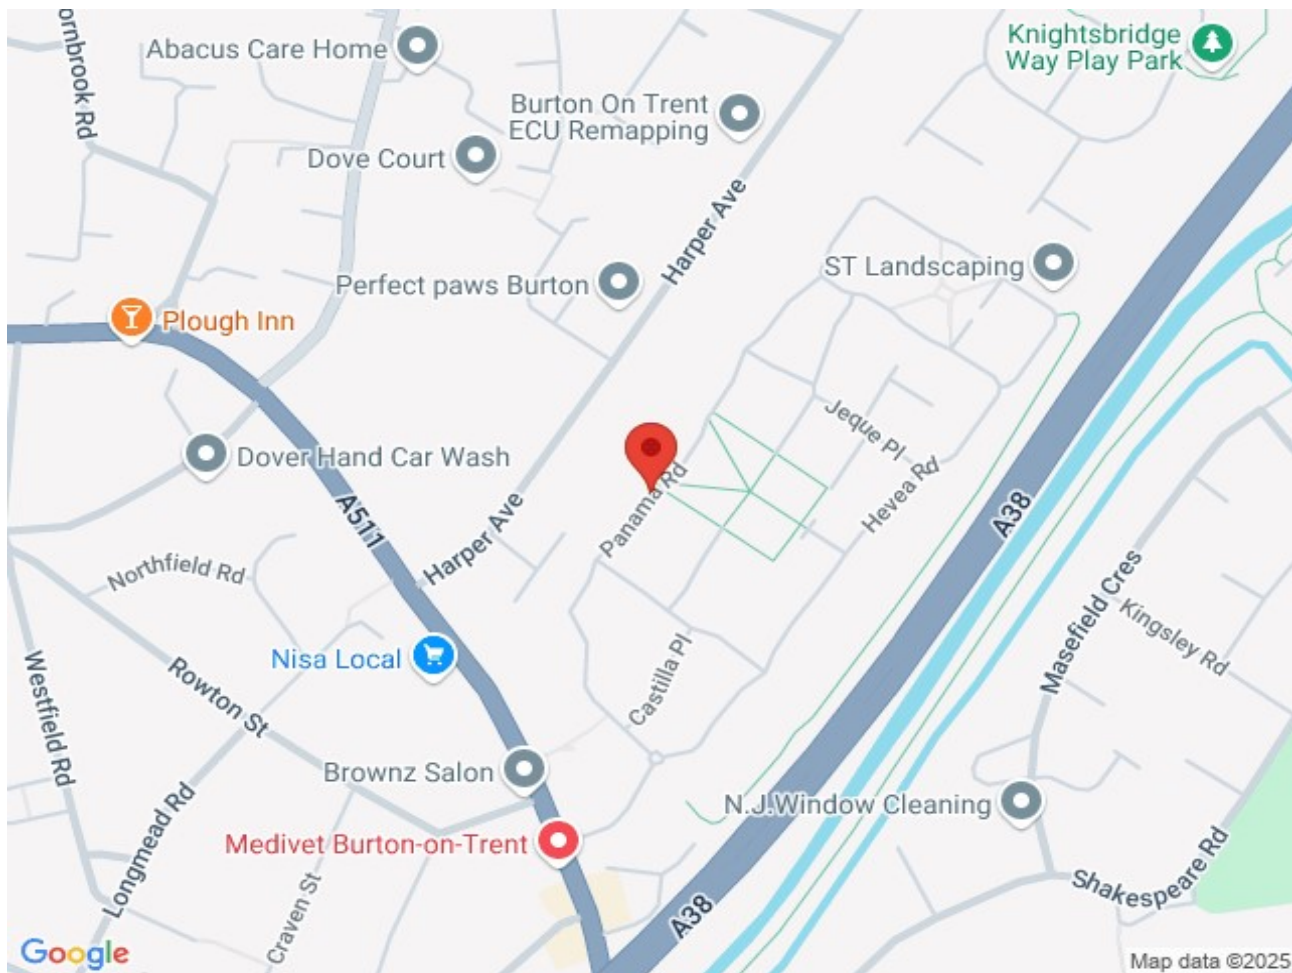 ornbrook Rd
Abacus Care Home
Knightsbridge
Way Play Park
Burton On Trent
ECU Remapping
Dove Court
Harper Ave
Perfect paws Burton
ST Landscaping
Plough Inn
Jeque Pl
Dover Hand Car Wash
Panama Rd
Hevea Rd
A511
A38
Harper Ave
Northfield Rd
Masefield Cres
Kingsley Rd
Nisa Local
Castilla Pl
Westfield Rd
Rowton St
Brownz Salon
N.J.Window Cleaning
Longmead Rd
Medivet Burton-on-Trent
Shakespeare Rd
Craven St
A38
Google
Map data ©2025